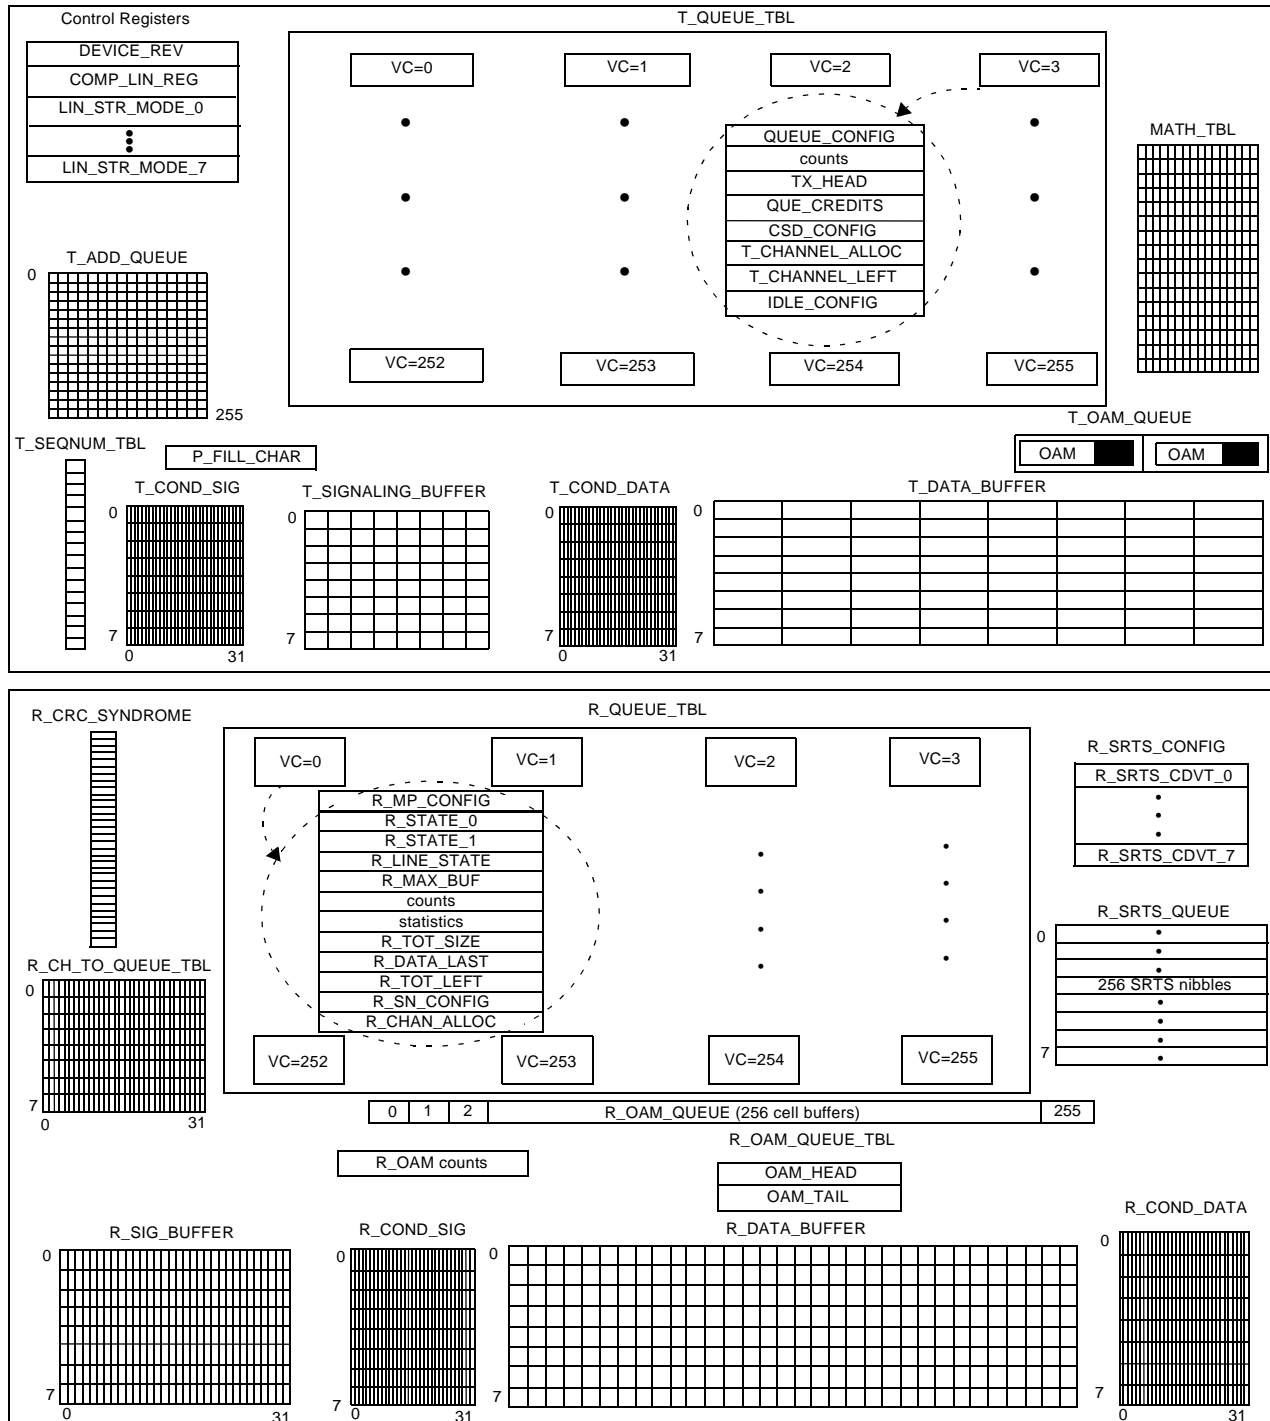 Control Registers
T_QUEUE_TBL
DEVICE_REV
COMP_LIN_REG
LIN_STR_MODE_0
LIN_STR_MODE_7
VC=0
VC=1
VC=2
VC=3
QUEUE_CONFIG
counts
TX_HEAD
QUE_CREDITS
CSD_CONFIG
T_CHANNEL_ALLOC
T_CHANNEL_LEFT
IDLE_CONFIG
MATH_TBL
T_ADD_QUEUE
0
255
VC=252
VC=253
VC=254
VC=255
T_OAM_QUEUE
OAM
OAM
T_SEQNUM_TBL
P_FILL_CHAR
T_COND_SIG
0
7
0
31
T_SIGNALING_BUFFER
0
7
T_COND_DATA
0
7
0
31
T_DATA_BUFFER
0
7
R_CRC_SYNDROME
R_QUEUE_TBL
VC=0
VC=1
VC=2
VC=3
R_MP_CONFIG
R_STATE_0
R_STATE_1
R_LINE_STATE
R_MAX_BUF
counts
statistics
R_TOT_SIZE
R_DATA_LAST
R_TOT_LEFT
R_SN_CONFIG
R_CHAN_ALLOC
VC=252
VC=253
VC=254
VC=255
R_SRTS_CONFIG
R_SRTS_CDVT_0
R_SRTS_CDVT_7
R_SRTS_QUEUE
0
256 SRTS nibbles
7
R_CH_TO_QUEUE_TBL
0
7
0
31
0
1
2
R_OAM_QUEUE (256 cell buffers)
255
R_OAM_QUEUE_TBL
R_OAM counts
OAM_HEAD
OAM_TAIL
R_SIG_BUFFER
0
7
0
31
R_COND_SIG
0
7
0
31
R_DATA_BUFFER
0
7
R_COND_DATA
0
7
0
31